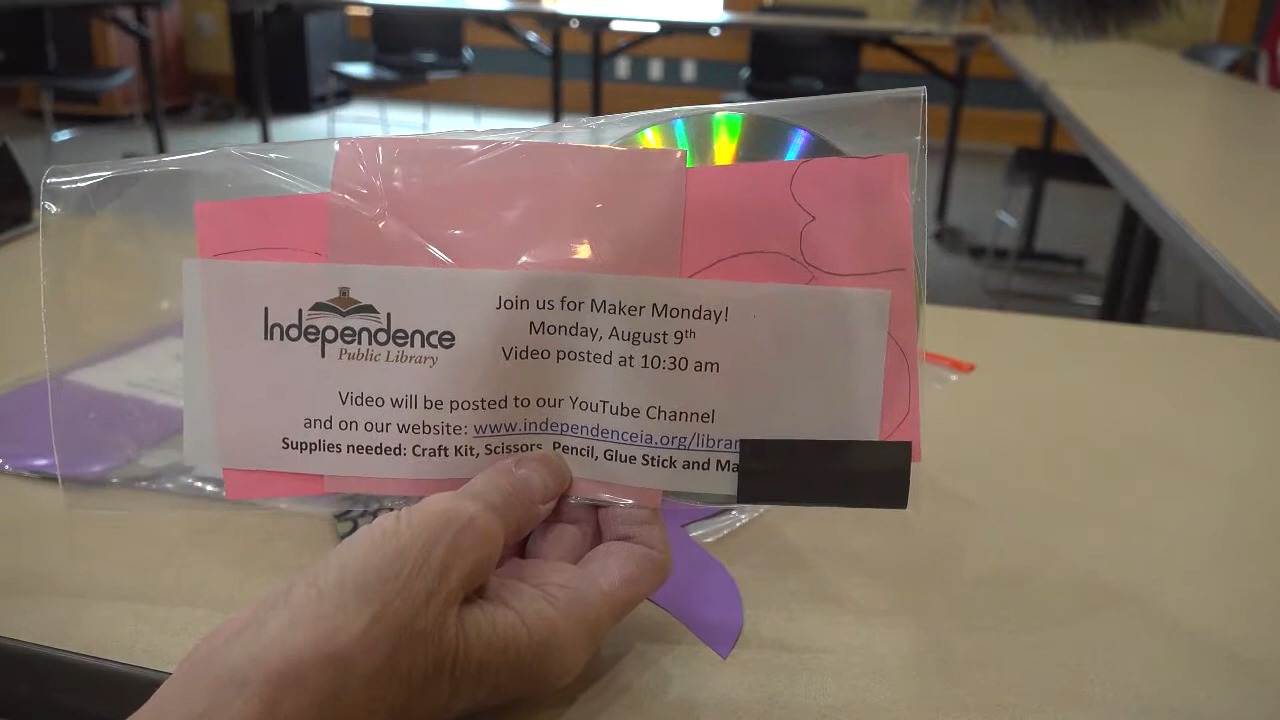 Independence
Public Library
Join us for Maker Monday!
Monday, August 9th
Video posted at 10:30 am
Video will be posted to our YouTube Channel
and on our website: www.independenceia.org/librar
Supplies needed: Craft Kit, Scissors, Pencil, Glue Stick and Ma